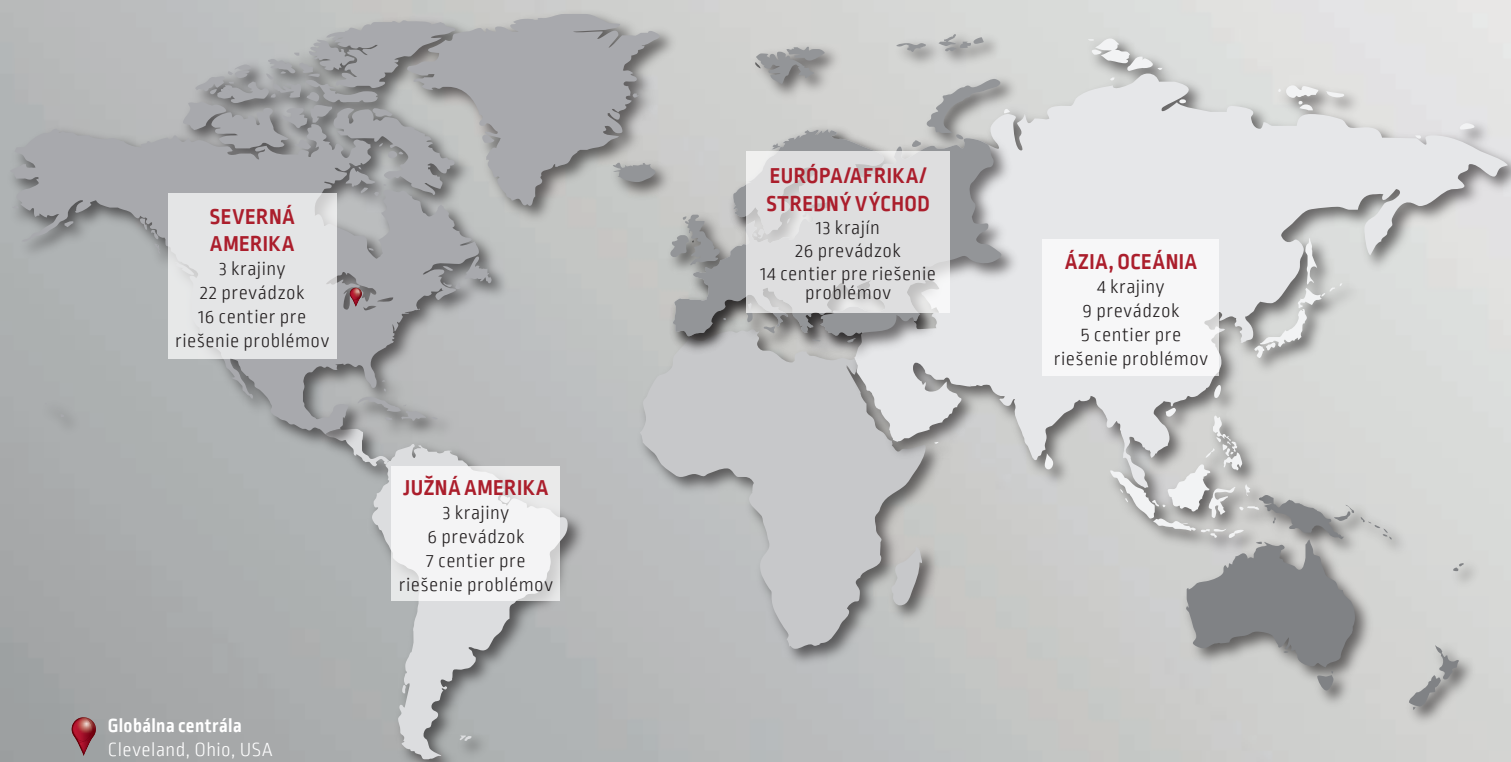 SEVERNÁ
AMERIKA
3 krajiny
22 prevádzok
16 centier pre
riešenie problémov
EURÓPA/AFRIKA/
STREDNÝ VÝCHOD
13 krajín
26 prevádzok
14 centier pre riešenie
problémov
ÁZIA, OCEÁNIA
4 krajiny
9 prevádzok
5 centier pre
riešenie problémov
JUŽNÁ AMERIKA
3 krajiny
6 prevádzok
7 centier pre
riešenie problémov
Globálna centrála
Cleveland, Ohio, USA